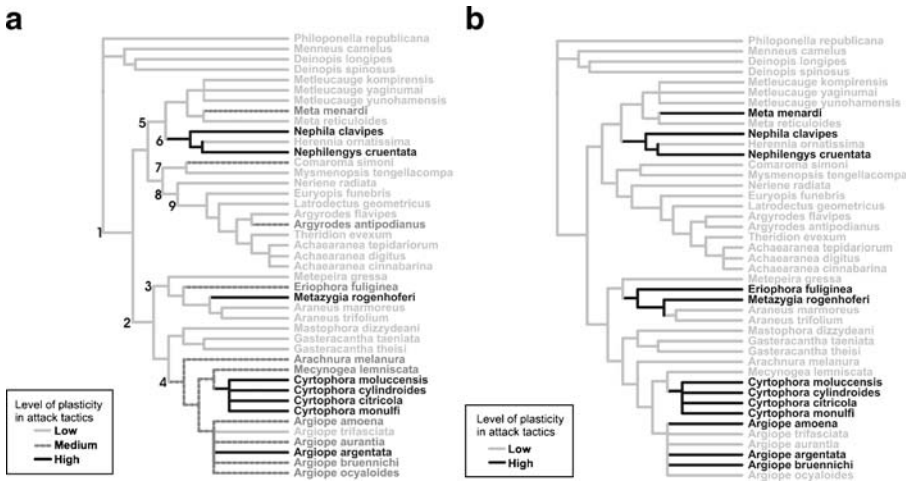 a
Philoponella republicana
Menneus camelus
Deinopis longipes
Deinopis spinosus
Metleucauge kompirensis
Metleucauge yaginumai
Metleucauge yunohamensis
Meta menardi
Meta reticuloides
Nephila clavipes
Herennia ornatissima
Nephilengys cruentata
Comaroma simoni
Mysmenopsis tengellacompa
Neriene radiata
Euryopis funebris
Latrodectus geometricus
Argyrodes flavipes
Argyrodes antipodianus
Theridion evexum
Achaearanea tepidariorum
Achaearanea digitus
Achaearanea cinnabarina
Metepeira gressa
Eriophora fuliginea
Metazygia rogenhoferi
Araneus marmoreus
Araneus trifolium
Mastophora dizzydeani
Gasteracantha taeniata
Gasteracantha theisi
Arachnura melanura
Mecynogea lemniscata
Cyrtophora moluccensis
Cyrtophora cylindroides
Cyrtophora citricola
Cyrtophora monulfi
Argiope amoena
Argiope trifasciata
Argiope aurantia
Argiope argentata
Argiope bruennichi
Argiope ocyaloides
1
2
3
4
5
6
7
8
9
Level of plasticity
in attack tactics
Low
Medium
High
b
Philoponella republicana
Menneus camelus
Deinopis longipes
Deinopis spinosus
Metleucauge kompirensis
Metleucauge yaginumai
Metleucauge yunohamensis
Meta menardi
Meta reticuloides
Nephila clavipes
Herennia ornatissima
Nephilengys cruentata
Comaroma simoni
Mysmenopsis tengellacompa
Neriene radiata
Euryopis funebris
Latrodectus geometricus
Argyrodes flavipes
Argyrodes antipodianus
Theridion evexum
Achaearanea tepidariorum
Achaearanea digitus
Achaearanea cinnabarina
Metepeira gressa
Eriophora fuliginea
Metazygia rogenhoferi
Araneus marmoreus
Araneus trifolium
Mastophora dizzydeani
Gasteracantha taeniata
Gasteracantha theisi
Arachnura melanura
Mecynogea lemniscata
Cyrtophora moluccensis
Cyrtophora cylindroides
Cyrtophora citricola
Cyrtophora monulfi
Argiope amoena
Argiope trifasciata
Argiope aurantia
Argiope argentata
Argiope bruennichi
Argiope ocyaloides
Level of plasticity
in attack tactics
Low
High